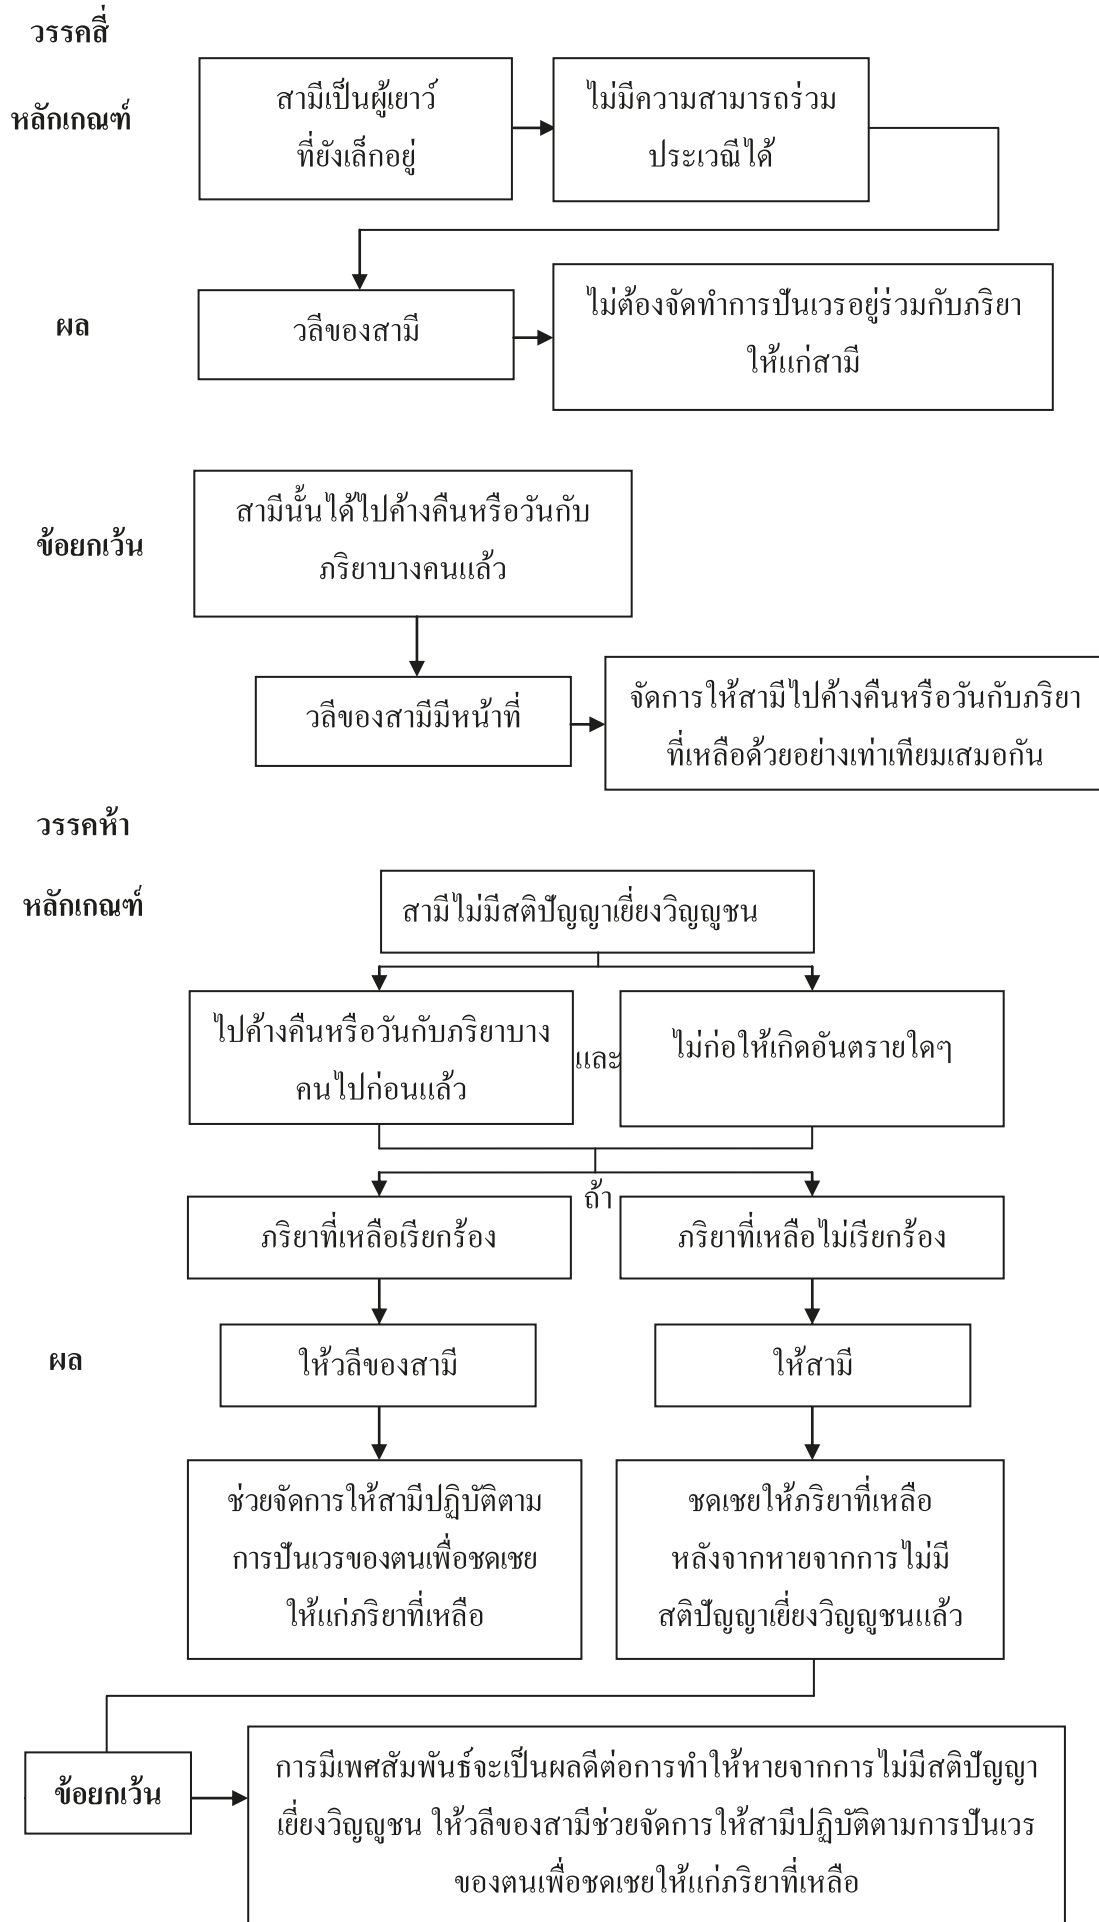 วรรคสี่
หลักเกณฑ์
สามีเป็นผู้เยาว์
ที่ยังเล็กอยู่
ไม่มีความสามารถร่วม
ประเวณีได้
ผล
วลีของสามี
ไม่ต้องจัดทำการปันเวรอยู่ร่วมกับภริยา
ให้แก่สามี
ข้อยกเว้น
สามีนั้นได้ไปค้างคืนหรือวันกับ
ภริยาบางคนแล้ว
วลีของสามีมีหน้าที่
จัดการให้สามีไปค้างคืนหรือวันกับภริยา
ที่เหลือด้วยอย่างเท่าเทียมเสมอกัน
วรรคห้า
หลักเกณฑ์
สามีไม่มีสติปัญญาเยี่ยงวิญญูชน
ไปค้างคืนหรือวันกับภริยาบาง
คนไปก่อนแล้ว
และ
ไม่ก่อให้เกิดอันตรายใดๆ
ถ้า
ภริยาที่เหลือเรียกร้อง
ภริยาที่เหลือไม่เรียกร้อง
ผล
ให้วลีของสามี
ให้สามี
ช่วยจัดการให้สามีปฏิบัติตาม
การปันเวรของตนเพื่อชดเชย
ให้แก่ภริยาที่เหลือ
ชดเชยให้ภริยาที่เหลือ
หลังจากหายจากการไม่มี
สติปัญญาเยี่ยงวิญญูชนแล้ว
ข้อยกเว้น
การมีเพศสัมพันธ์จะเป็นผลดีต่อการทำให้หายจากการไม่มีสติปัญญา
เยี่ยงวิญญูชน ให้วลีของสามีช่วยจัดการให้สามีปฏิบัติตามการปันเวร
ของตนเพื่อชดเชยให้แก่ภริยาที่เหลือ